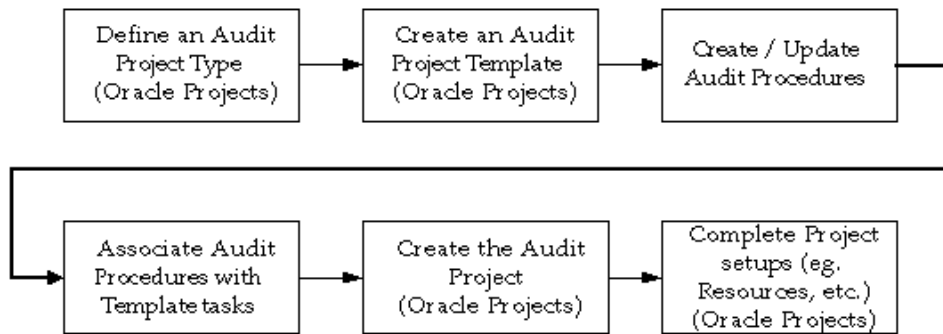 Define an Audit
Project Type
(Oracle Projects)
Create an Audit
Project Template
(Oracle Projects)
Create / Update
Audit Procedures
Associate Audit
Procedures with
Template tasks
Create the Audit
Project
(Oracle Projects)
Complete Project
setups (eg.
Resources, etc.)
(Oracle Projects)